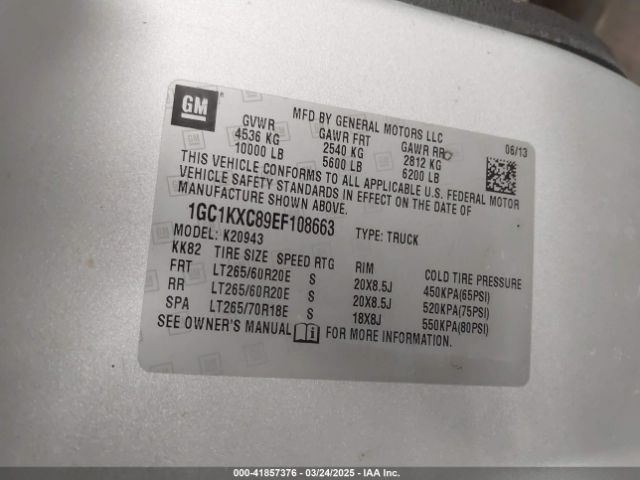 GM
MFD BY GENERAL MOTORS LLC
06/13
GVWR GAWR FRT GAWR RR
4536 KG 2540 KG 2812 KG
10000 LB 5600 LB 6200 LB
THIS VEHICLE CONFORMS TO ALL APPLICABLE U.S. FEDERAL MOTOR
VEHICLE SAFETY STANDARDS IN EFFECT ON THE DATE OF
MANUFACTURE SHOWN ABOVE.
1GC1KXC89EF108663 TYPE: TRUCK
MODEL: K20943
KK82 TIRE SIZE SPEED RTG RIM COLD TIRE PRESSURE
FRT LT265/60R20E S 20X8.5J 450KPA(65PSI)
RR LT265/60R20E S 20X8.5J 520KPA(75PSI)
SPA LT265/70R18E S 18X8J 550KPA(80PSI)
SEE OWNER'S MANUAL i FOR MORE INFORMATION.
000-41857376 — 03/24/2025 — IAA Inc.